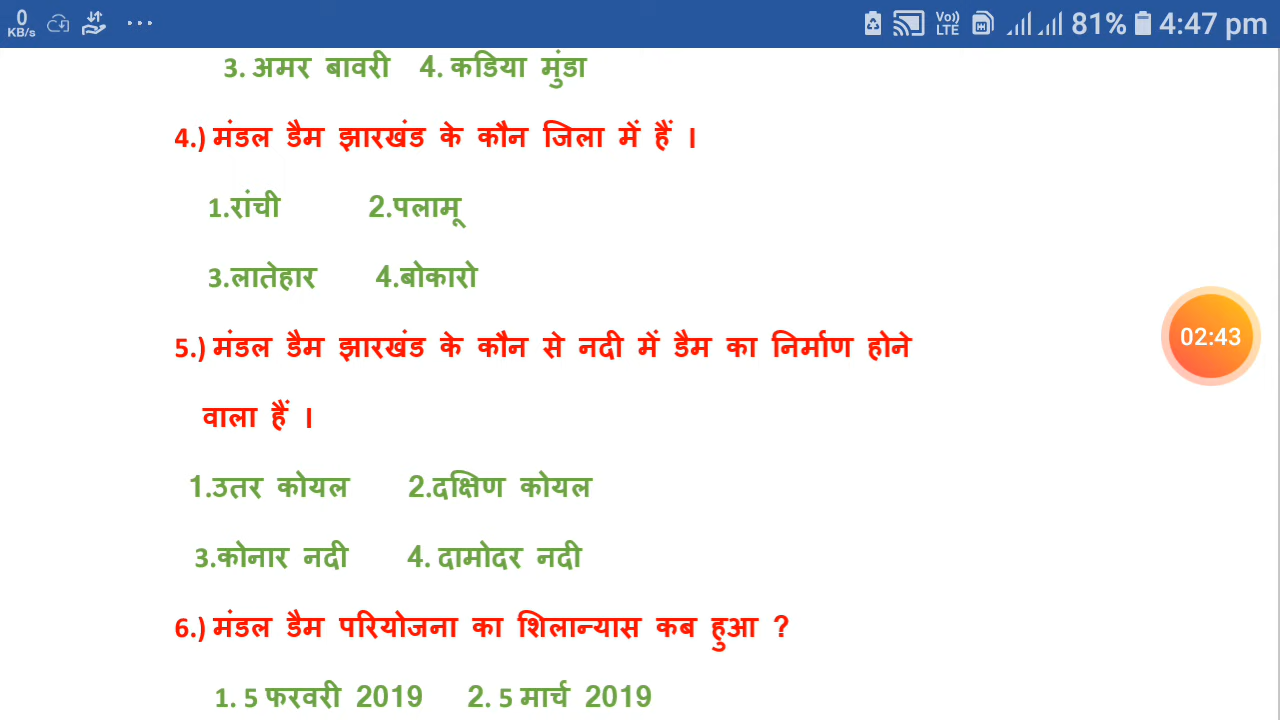 0
KB/s
Vo))
LTE
81%
4:47 pm
3. अमर बावरी 4. कडिया मुंडा
4.) मंडल डैम झारखंड के कौन जिला में हैं ।
1.रांची 2.पलामू
3.लातेहार 4.बोकारो
02:43
5.) मंडल डैम झारखंड के कौन से नदी में डैम का निर्माण होने
वाला हैं ।
1.उतर कोयल 2.दक्षिण कोयल
3.कोनार नदी 4. दामोदर नदी
6.) मंडल डैम परियोजना का शिलान्यास कब हुआ ?
1. 5 फरवरी 2019 2. 5 मार्च 2019